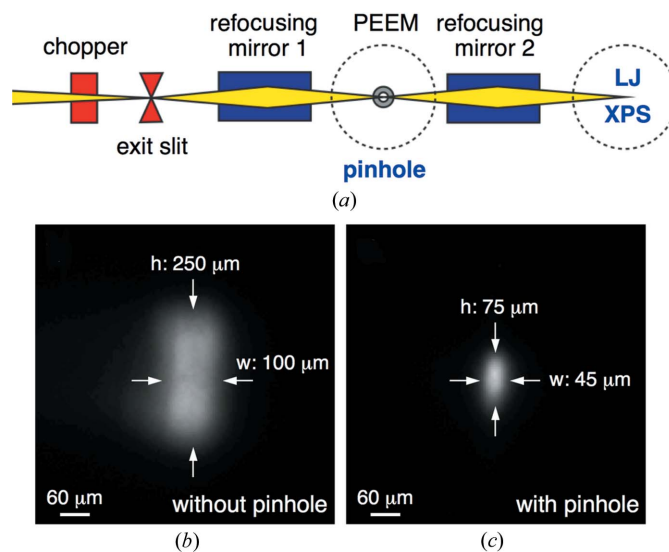 chopper
refocusing
mirror 1
PEEM
refocusing
mirror 2
LJ
XPS
exit slit
pinhole
(a)
h: 250 μm
w: 100 μm
60 μm
without pinhole
(b)
h: 75 μm
w: 45 μm
60 μm
with pinhole
(c)